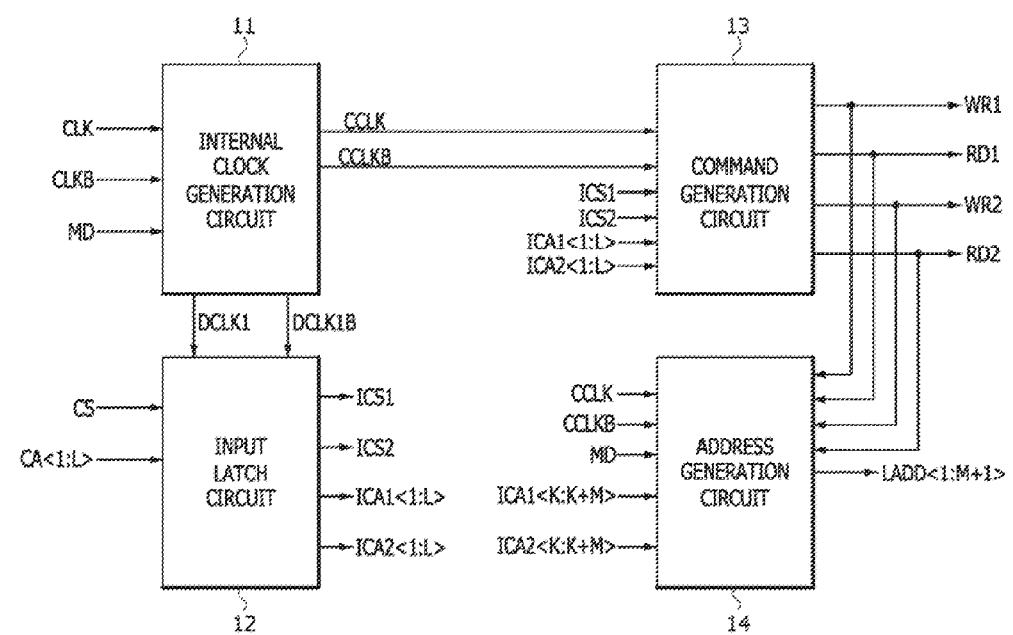 11
13
CLK
CLKB
MD
INTERNAL
CLOCK
GENERATION
CIRCUIT
CCLK
CCLKB
ICS1
ICS2
ICA1<1:L>
ICA2<1:L>
COMMAND
GENERATION
CIRCUIT
WR1
RD1
WR2
RD2
DCLK1
DCLK1B
CS
CA<1:L>
INPUT
LATCH
CIRCUIT
ICS1
ICS2
ICA1<1:L>
ICA2<1:L>
CCLK
CCLKB
MD
ICA1<K:K+M>
ICA2<K:K+M>
ADDRESS
GENERATION
CIRCUIT
LADD<1:M+1>
12
14